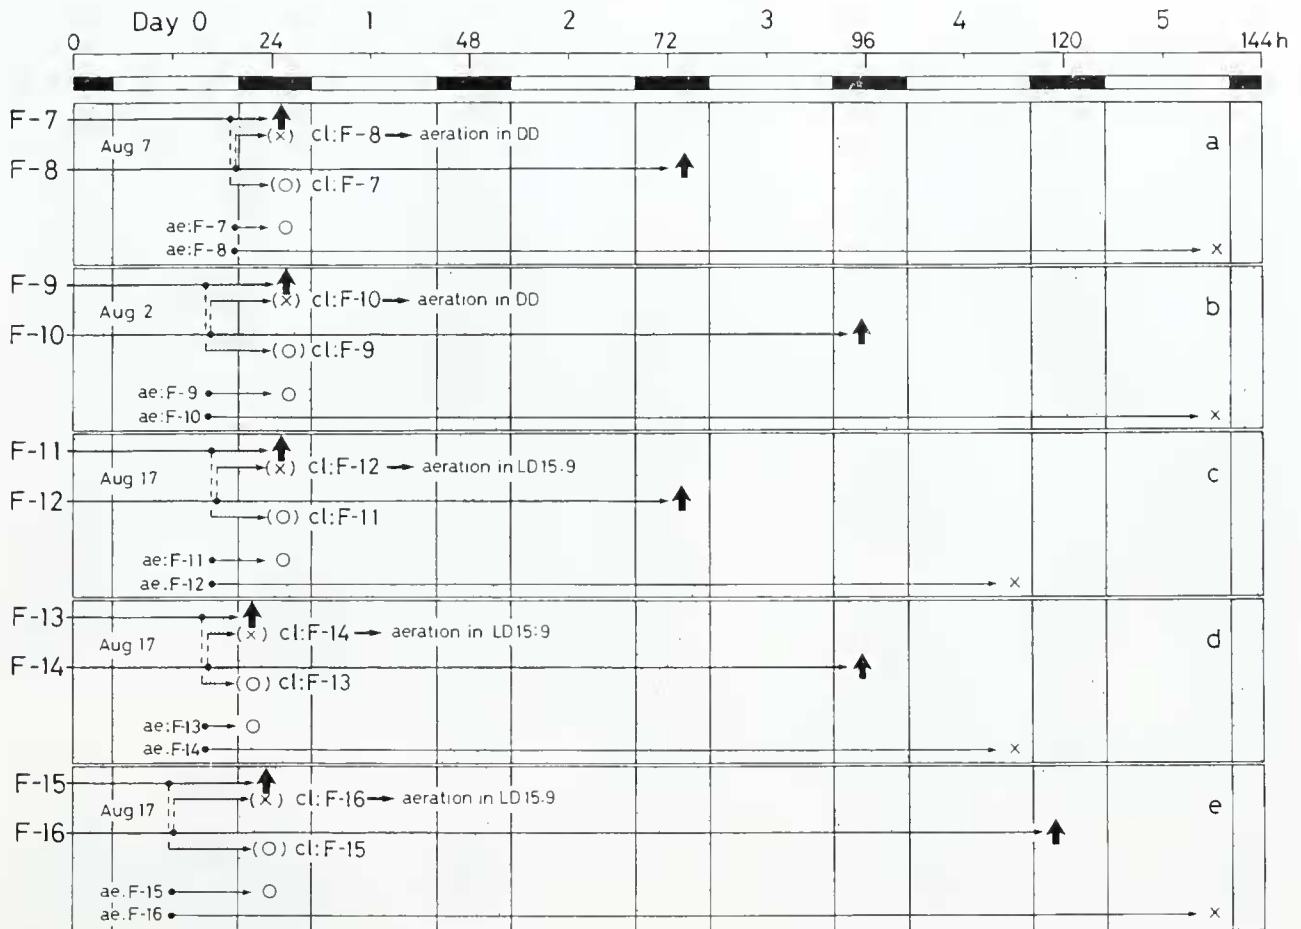 Day 0 1 2 3 4 5
0 24 48 72 96 120 144h
F-7
(×) cl:F-8 → aeration in DD
Aug 7
a
F-8
(○) cl:F-7
ae:F-7 ○
ae:F-8 ×
F-9
(×) cl:F-10 → aeration in DD
Aug 2
b
F-10
(○) cl:F-9
ae:F-9 ○
ae:F-10 ×
F-11
(×) cl:F-12 → aeration in LD15:9
Aug 17
c
F-12
(○) cl:F-11
ae:F-11 ○
ae.F-12 ×
F-13
(×) cl:F-14 → aeration in LD15:9
Aug 17
d
F-14
(○) cl:F-13
ae:F-13 ○
ae.F-14 ×
F-15
(×) cl:F-16 → aeration in LD15:9
Aug 17
e
F-16
(○) cl:F-15
ae.F-15 ○
ae.F-16 ×